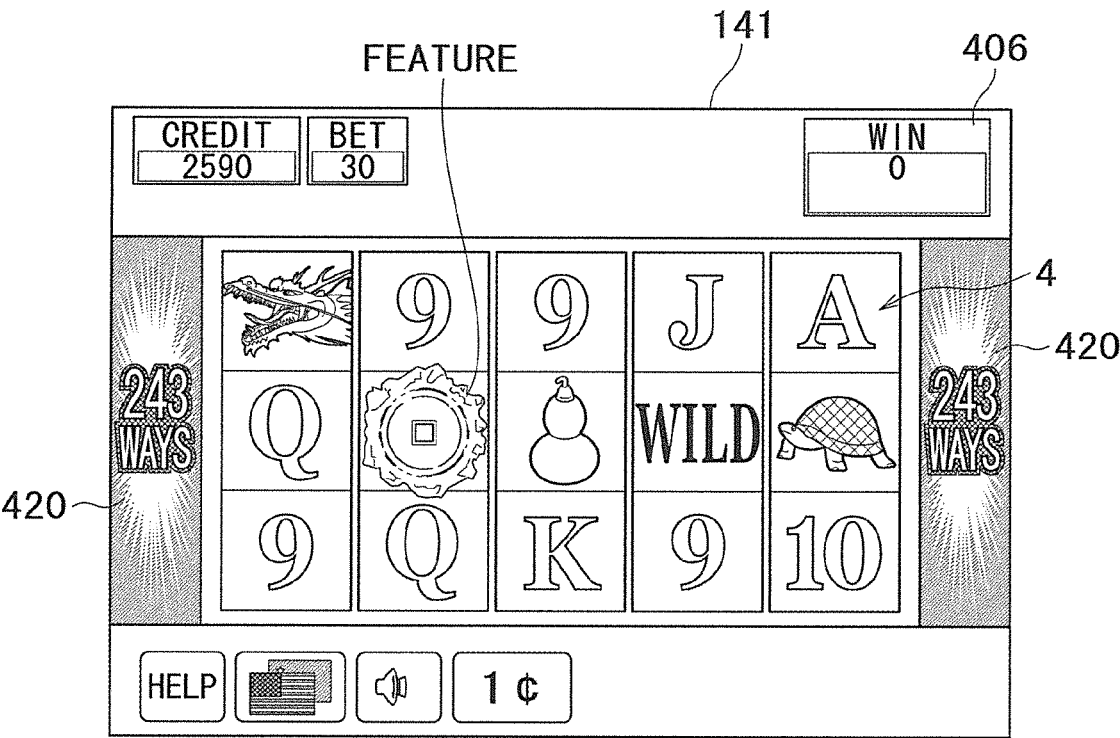 141
FEATURE
406
CREDIT
2590
BET
30
WIN
0
9 9 J A
4
420
243
WAYS
Q WILD
243
WAYS
420
9 Q K 9 10
HELP
1 ¢